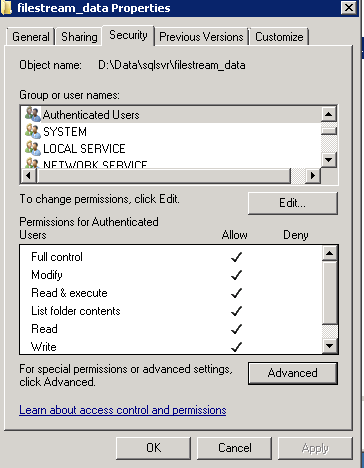 filestream_data Properties
General Sharing Security Previous Versions Customize
Object name: D:\Data\sqlsvr\filestream_data
Group or user names:
Authenticated Users
SYSTEM
LOCAL SERVICE
NETWORK SERVICE
To change permissions, click Edit.
Edit...
Permissions for Authenticated
Users Allow Deny
Full control
Modify
Read & execute
List folder contents
Read
Write
For special permissions or advanced settings,
click Advanced.
Advanced
Learn about access control and permissions
OK Cancel Apply